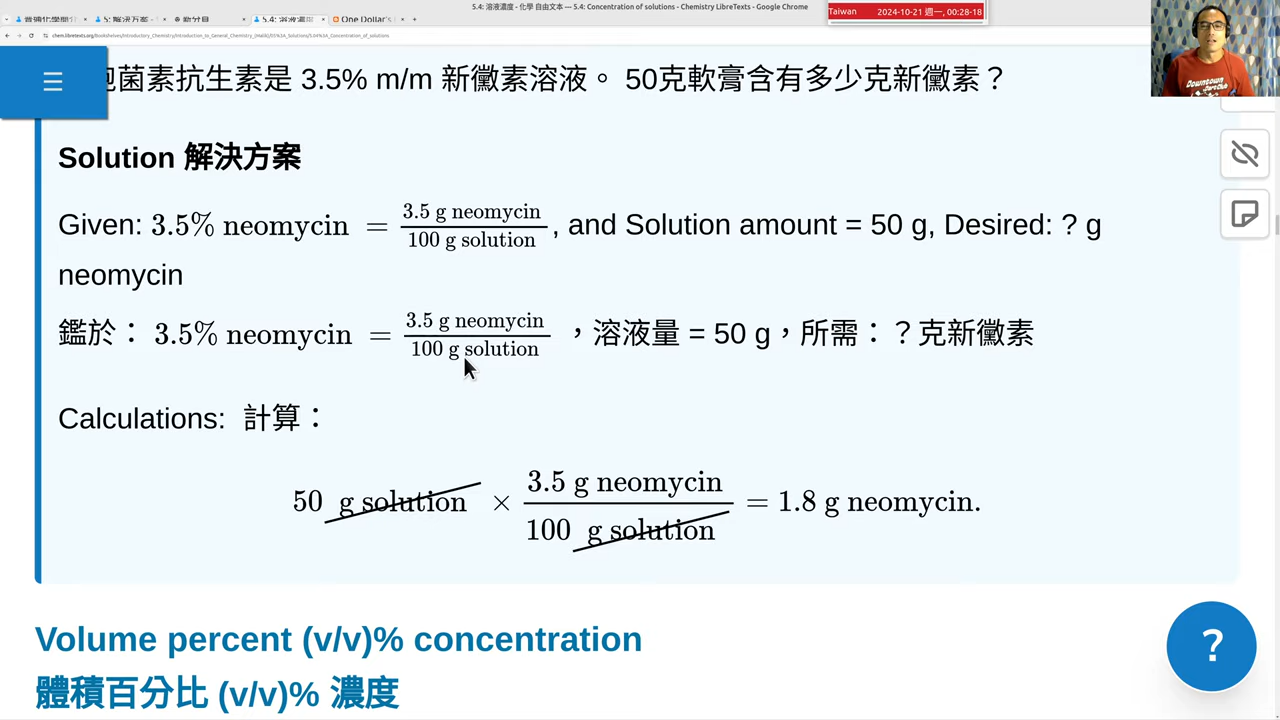 5.4: 溶液濃度 - 化學 自由文本 — 5.4: Concentration of solutions - Chemistry LibreTexts - Google Chrome
Taiwan 2024-10-21 週一, 00:28-18
One Dollar's
菌素抗生素是 3.5% m/m 新黴素溶液。 50克軟膏含有多少克新黴素？
Solution 解決方案
Given: 3.5% neomycin = 3.5 g neomycin / 100 g solution, and Solution amount = 50 g, Desired: ? g
neomycin
鑑於： 3.5% neomycin = 3.5 g neomycin / 100 g solution ，溶液量 = 50 g，所需：？克新黴素
Calculations: 計算：
50 g solution × 3.5 g neomycin / 100 g solution = 1.8 g neomycin.
Volume percent (v/v)% concentration
體積百分比 (v/v)% 濃度
?